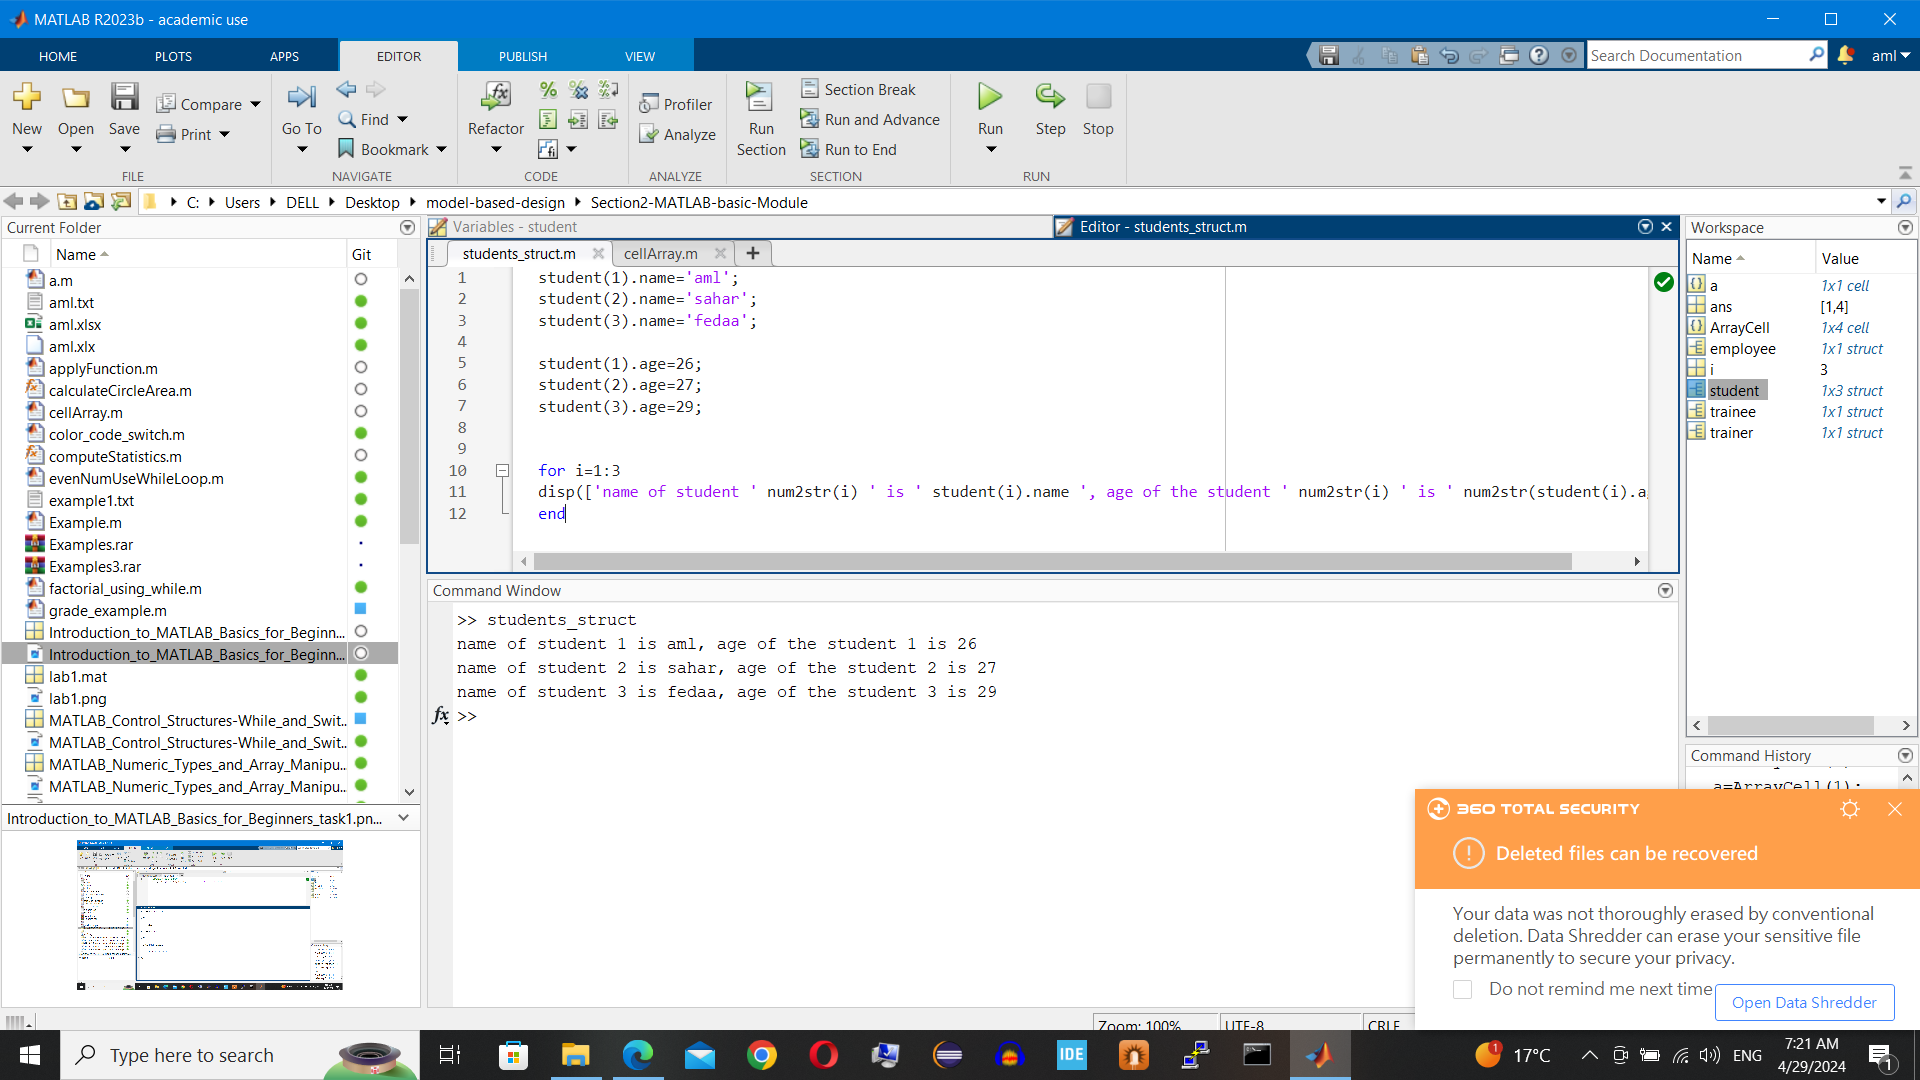 MATLAB R2023b - academic use
HOME PLOTS APPS EDITOR PUBLISH VIEW
Search Documentation
aml
New Open Save Compare Print
FILE
Go To Find Bookmark
NAVIGATE
Refactor
CODE
Profiler
Analyze
ANALYZE
Run Section
Section Break
Run and Advance
Run to End
SECTION
Run Step Stop
RUN
C: Users DELL Desktop model-based-design Section2-MATLAB-basic-Module
Current Folder
Name Git
a.m
aml.txt
aml.xlsx
aml.xlx
applyFunction.m
calculateCircleArea.m
cellArray.m
color_code_switch.m
computeStatistics.m
evenNumUseWhileLoop.m
example1.txt
Example.m
Examples.rar
Examples3.rar
factorial_using_while.m
grade_example.m
Introduction_to_MATLAB_Basics_for_Beginn...
Introduction_to_MATLAB_Basics_for_Beginn...
lab1.mat
lab1.png
MATLAB_Control_Structures-While_and_Swit...
MATLAB_Control_Structures-While_and_Swit...
MATLAB_Numeric_Types_and_Array_Manipu...
MATLAB_Numeric_Types_and_Array_Manipu...
Introduction_to_MATLAB_Basics_for_Beginners_task1.pn...
Variables - student
Editor - students_struct.m
students_struct.m cellArray.m
1 student(1).name='aml';
2 student(2).name='sahar';
3 student(3).name='fedaa';
4
5 student(1).age=26;
6 student(2).age=27;
7 student(3).age=29;
8
9
10 for i=1:3
11 disp(['name of student ' num2str(i) ' is ' student(i).name ', age of the student ' num2str(i) ' is ' num2str(student(i).a
12 end
Command Window
>> students_struct
name of student 1 is aml, age of the student 1 is 26
name of student 2 is sahar, age of the student 2 is 27
name of student 3 is fedaa, age of the student 3 is 29
fx >>
Workspace
Name Value
a 1x1 cell
ans [1,4]
ArrayCell 1x4 cell
employee 1x1 struct
i 3
student 1x3 struct
trainee 1x1 struct
trainer 1x1 struct
Command History
a=ArrayCell(1);
360 TOTAL SECURITY
Deleted files can be recovered
Your data was not thoroughly erased by conventional
deletion. Data Shredder can erase your sensitive file
permanently to secure your privacy.
Do not remind me next time
Open Data Shredder
Zoom: 100% UTF-8 CRLF
Type here to search
IDE
1
17°C
ENG
7:21 AM
4/29/2024
1